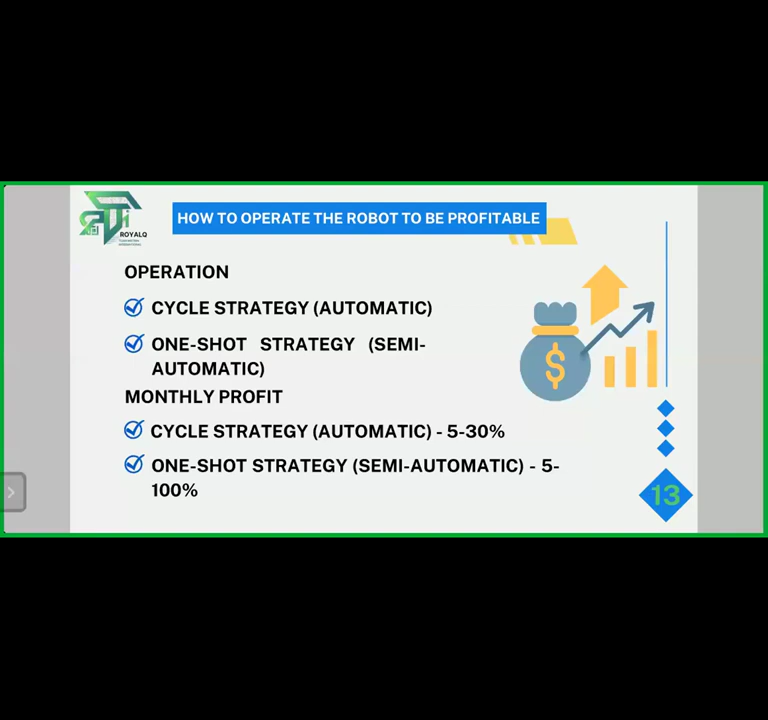 HOW TO OPERATE THE ROBOT TO BE PROFITABLE
ROYALQ
OPERATION
CYCLE STRATEGY (AUTOMATIC)
ONE-SHOT STRATEGY (SEMI-
AUTOMATIC)
MONTHLY PROFIT
CYCLE STRATEGY (AUTOMATIC) - 5-30%
ONE-SHOT STRATEGY (SEMI-AUTOMATIC) - 5-
100%
$
13